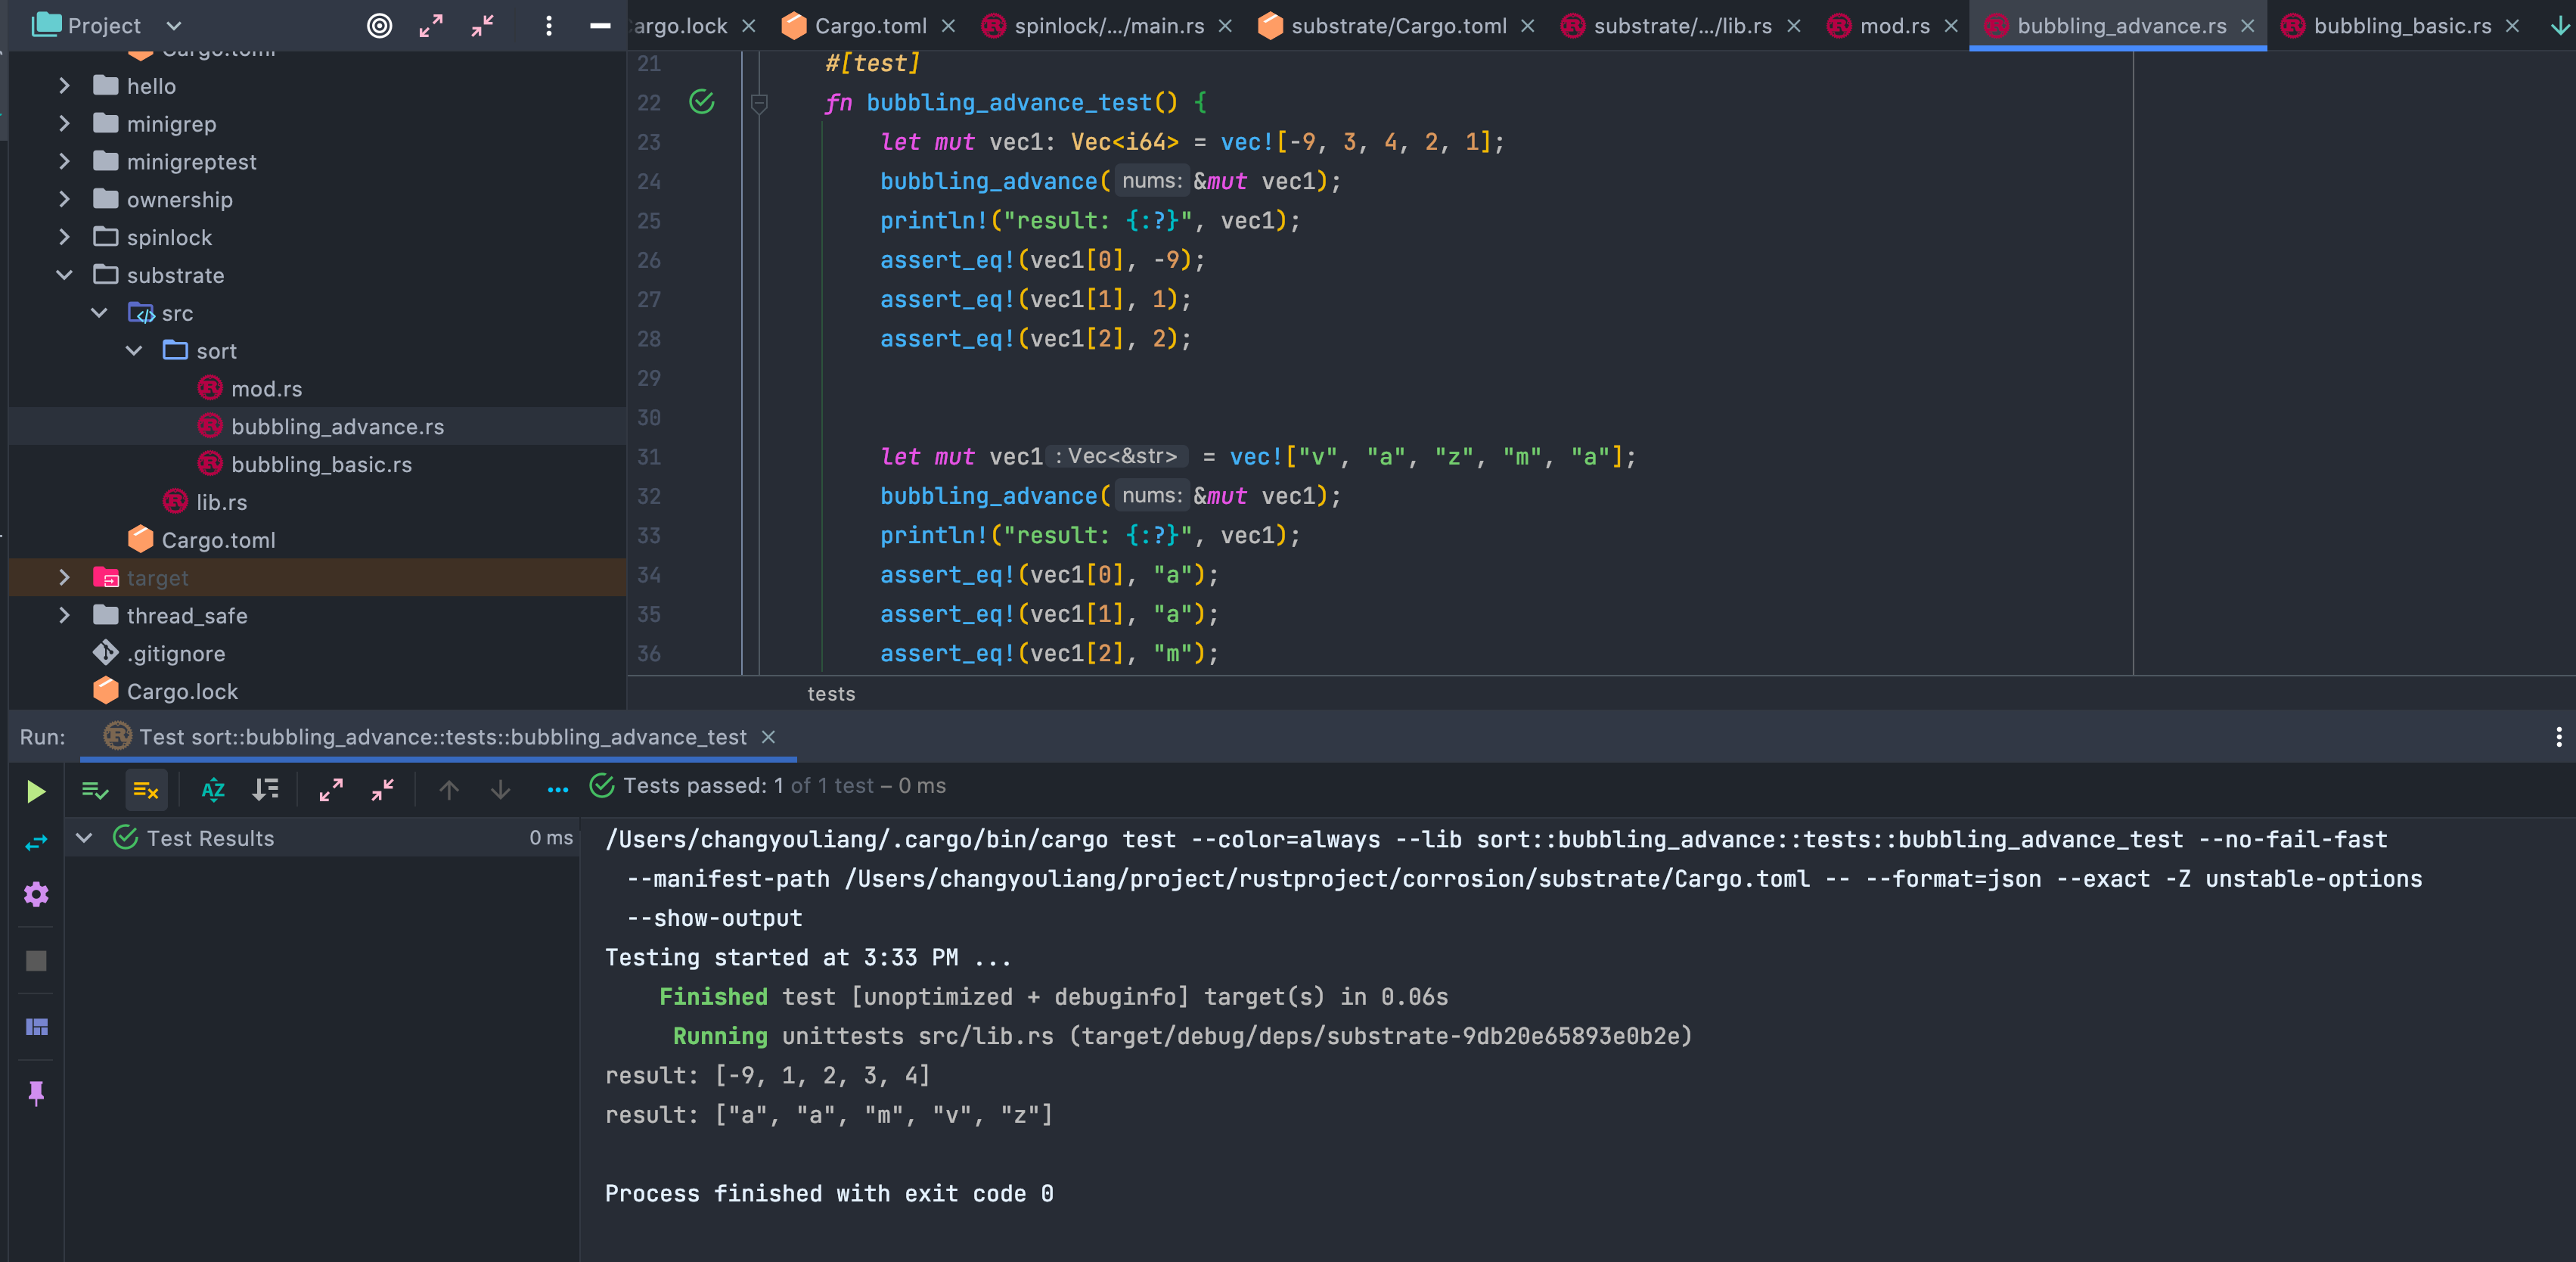 Project
Cargo.toml
hello
minigrep
minigreptest
ownership
spinlock
substrate
src
sort
mod.rs
bubbling_advance.rs
bubbling_basic.rs
lib.rs
Cargo.toml
target
thread_safe
.gitignore
Cargo.lock
argo.lock Cargo.toml spinlock/.../main.rs substrate/Cargo.toml substrate/.../lib.rs mod.rs bubbling_advance.rs bubbling_basic.rs
21 #[test]
22 fn bubbling_advance_test() {
23 let mut vec1: Vec<i64> = vec![-9, 3, 4, 2, 1];
24 bubbling_advance( nums: &mut vec1);
25 println!("result: {:?}", vec1);
26 assert_eq!(vec1[0], -9);
27 assert_eq!(vec1[1], 1);
28 assert_eq!(vec1[2], 2);
29
30
31 let mut vec1 : Vec<&str> = vec!["v", "a", "z", "m", "a"];
32 bubbling_advance( nums: &mut vec1);
33 println!("result: {:?}", vec1);
34 assert_eq!(vec1[0], "a");
35 assert_eq!(vec1[1], "a");
36 assert_eq!(vec1[2], "m");
tests
Run: Test sort::bubbling_advance::tests::bubbling_advance_test
Tests passed: 1 of 1 test – 0 ms
Test Results 0 ms
/Users/changyouliang/.cargo/bin/cargo test --color=always --lib sort::bubbling_advance::tests::bubbling_advance_test --no-fail-fast
--manifest-path /Users/changyouliang/project/rustproject/corrosion/substrate/Cargo.toml -- --format=json --exact -Z unstable-options
--show-output
Testing started at 3:33 PM ...
Finished test [unoptimized + debuginfo] target(s) in 0.06s
Running unittests src/lib.rs (target/debug/deps/substrate-9db20e65893e0b2e)
result: [-9, 1, 2, 3, 4]
result: ["a", "a", "m", "v", "z"]
Process finished with exit code 0